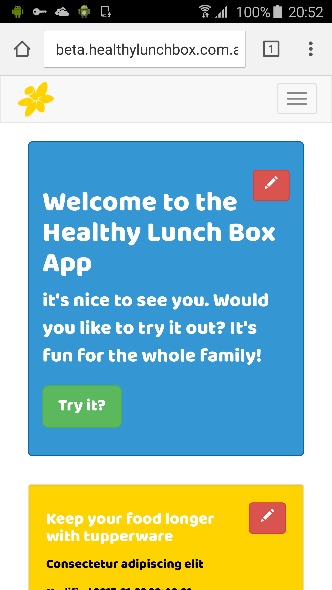 100% 20:52
beta.healthylunchbox.com.a
1
Welcome to the
Healthy Lunch Box
App
it's nice to see you. Would
you like to try it out? It's
fun for the whole family!
Try it?
Keep your food longer
with tupperware
Consectetur adipiscing elit